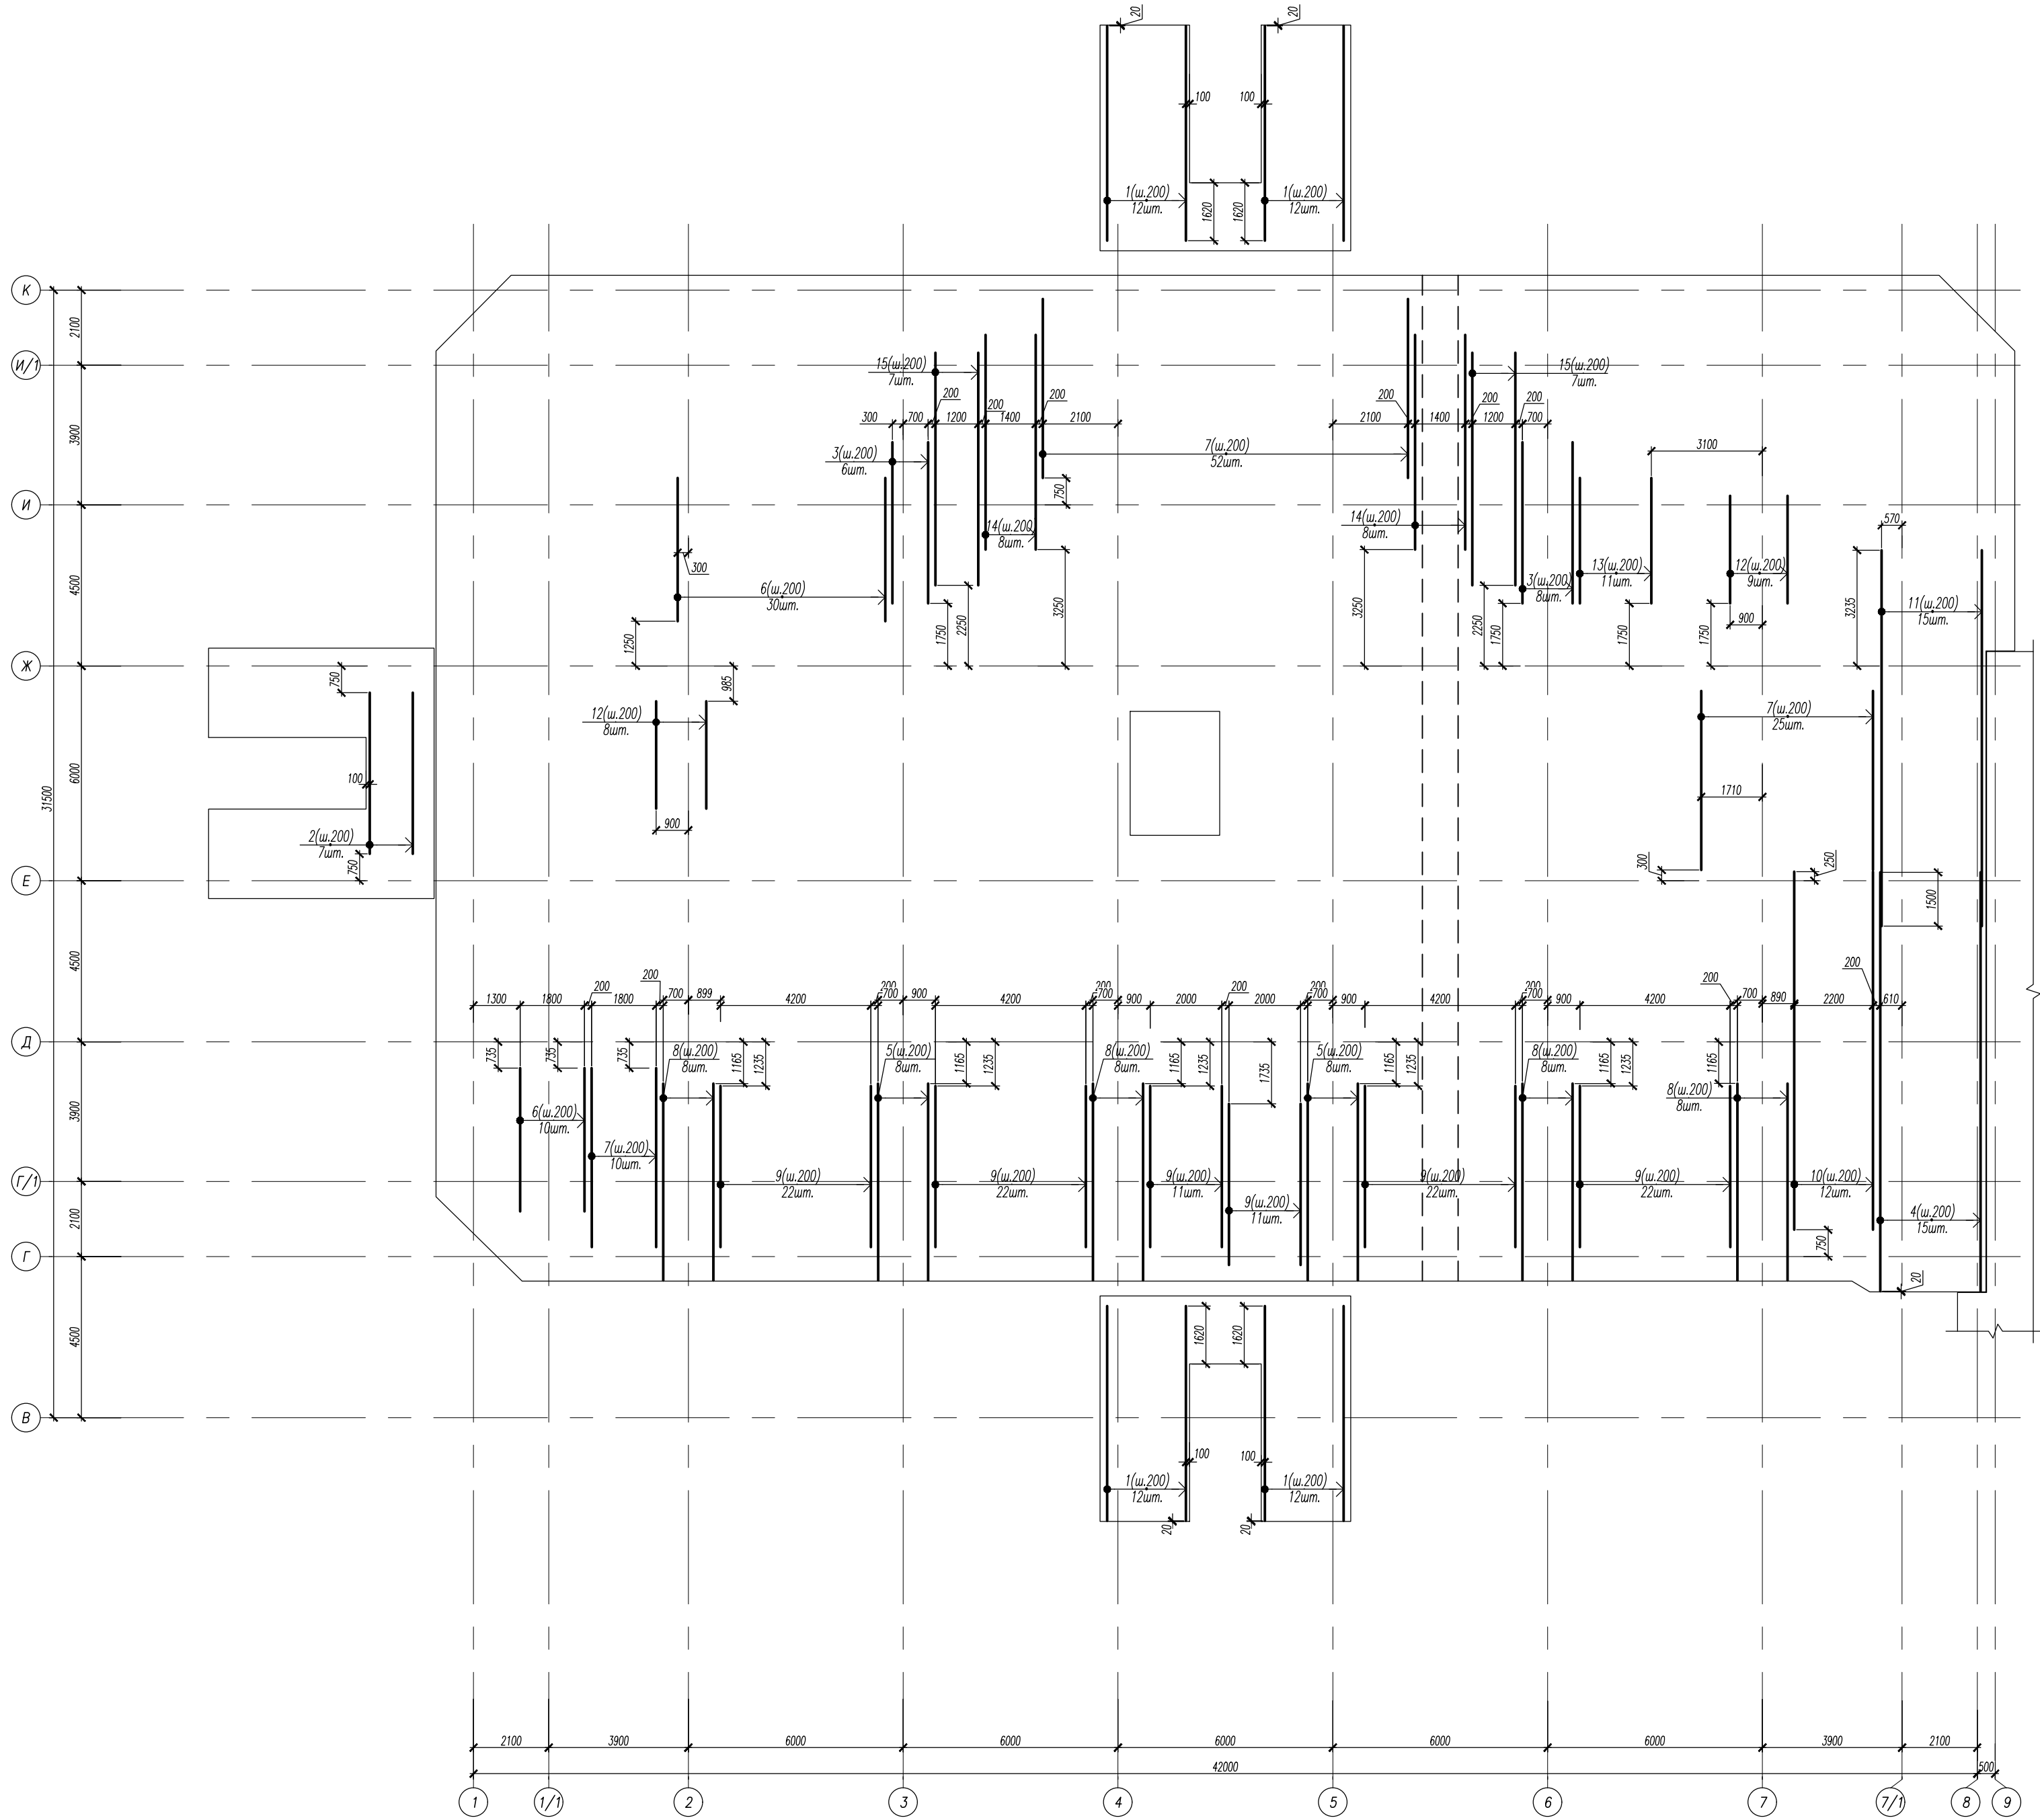 20
20
100
100
1(ш.200)
12шт.
1(ш.200)
12шт.
1620
1620
К
2100
И/1
15(ш.200)
7шт.
15(ш.200)
7шт.
200
200
200
200
200
200
300
700
1200
1400
2100
2100
1400
1200
700
3900
3(ш.200)
6шт.
7(ш.200)
52шт.
3100
750
И
14(ш.200
8шт.
14(ш.200)
8шт.
570
300
4500
6(ш.200)
30шт.
3(ш.200)
8шт.
13(ш.200)
11шт.
12(ш.200)
9шт.
11(ш.200)
15шт.
1250
1750
2250
3250
3250
2250
1750
1750
1750
900
3235
Ж
750
985
12(ш.200)
8шт.
7(ш.200)
25шт.
31500
6000
100
1710
2(ш.200)
7шт.
900
750
300
250
Е
1500
4500
200
200
200
200
200
200
200
200
200
1300
1800
1800
700
899
4200
700
900
4200
700
900
2000
2000
700
900
4200
700
900
4200
700
890
2200
610
Д
735
735
735
8(ш.200)
8шт.
1165
1235
5(ш.200)
8шт.
1165
1235
8(ш.200)
8шт.
1165
1235
1735
5(ш.200)
8шт.
1165
1235
8(ш.200)
8шт.
1165
1235
1165
8(ш.200)
8шт.
3900
6(ш.200)
10шт.
7(ш.200)
10шт.
9(ш.200)
22шт.
9(ш.200)
22шт.
9(ш.200)
11шт.
9(ш.200)
11шт.
9(ш.200)
22шт.
9(ш.200)
22шт.
10(ш.200)
12шт.
4(ш.200)
15шт.
Г/1
2100
750
Г
20
4500
1620
1620
В
100
100
1(ш.200)
12шт.
1(ш.200)
12шт.
20
20
2100
3900
6000
6000
6000
6000
6000
3900
2100
42000
500
1
1/1
2
3
4
5
6
7
7/1
8
9